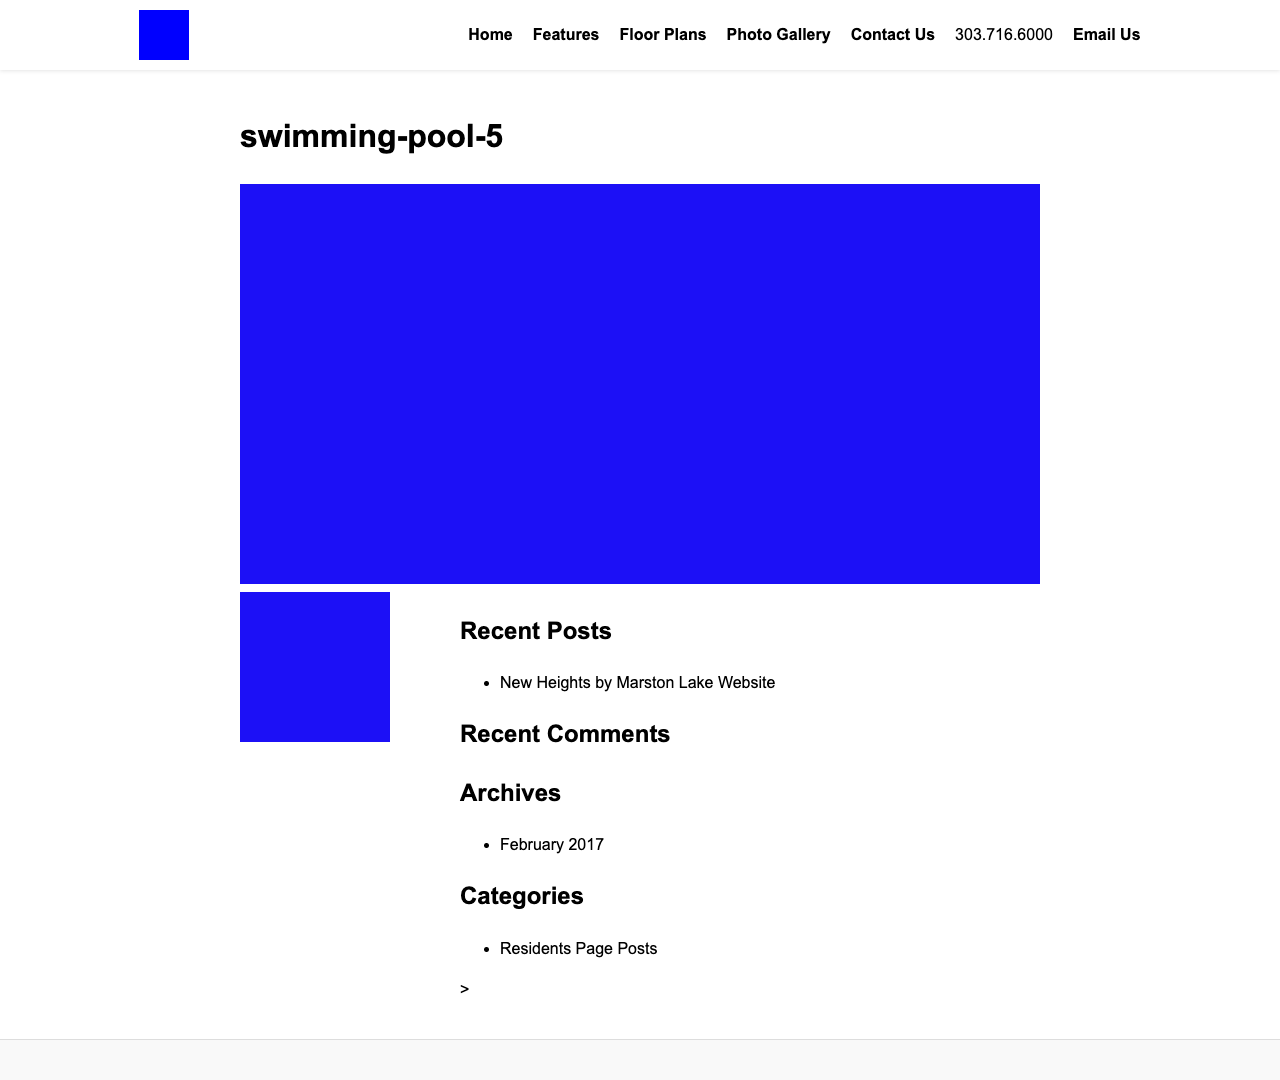 Home Features Floor Plans Photo Gallery Contact Us 303.716.6000 Email Us
swimming-pool-5
Recent Posts
• New Heights by Marston Lake Website
Recent Comments
Archives
• February 2017
Categories
• Residents Page Posts
>